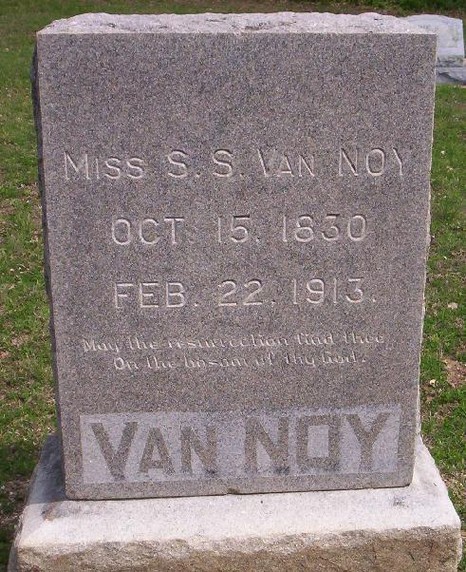 Miss S. S. Van Noy
Oct. 15. 1830
Feb. 22. 1913.
May the resurrection find thee
On the bosom of thy God.
Van Noy